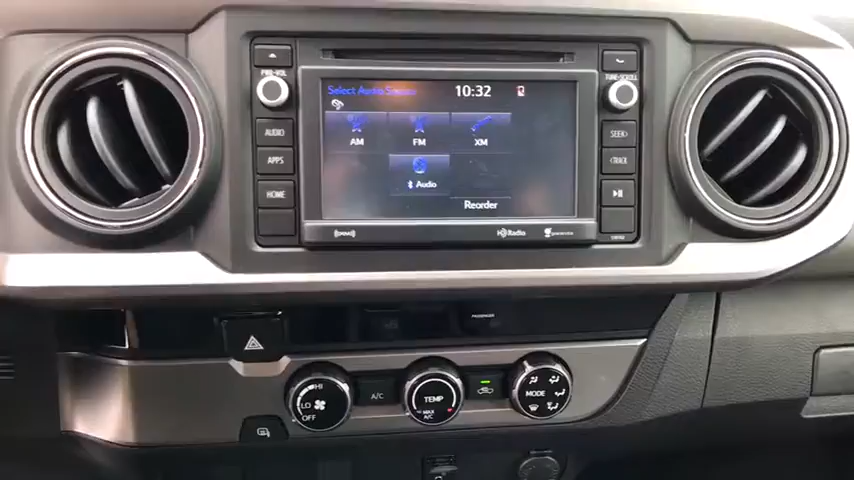 PWR·VOL
Select Audio Source
10:32
TUNE·SCROLL
AM
FM
XM
AUDIO
APPS
HOME
Audio
Reorder
SEEK>
<TRACK
HD Radio
PASSENGER
HI
LO
OFF
A/C
TEMP
MAX
A/C
MODE